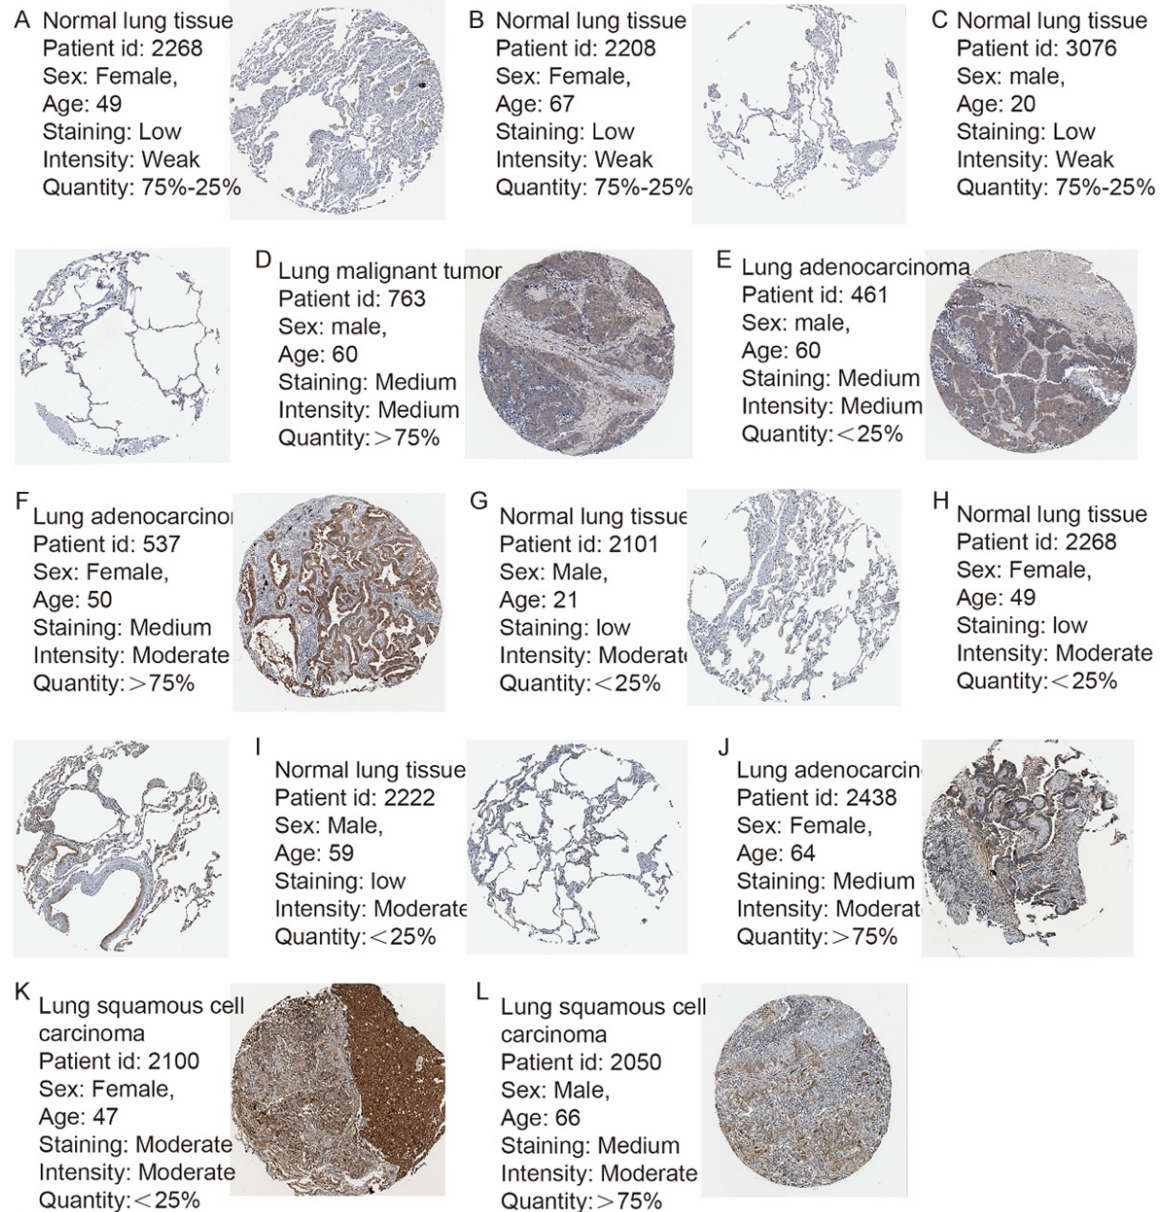 A
Normal lung tissue
Patient id: 2268
Sex: Female,
Age: 49
Staining: Low
Intensity: Weak
Quantity: 75%-25%
B
Normal lung tissue
Patient id: 2208
Sex: Female,
Age: 67
Staining: Low
Intensity: Weak
Quantity: 75%-25%
C
Normal lung tissue
Patient id: 3076
Sex: male,
Age: 20
Staining: Low
Intensity: Weak
Quantity: 75%-25%
D
Lung malignant tumor
Patient id: 763
Sex: male,
Age: 60
Staining: Medium
Intensity: Medium
Quantity:>75%
E
Lung adenocarcinoma
Patient id: 461
Sex: male,
Age: 60
Staining: Medium
Intensity: Medium
Quantity:<25%
F
Lung adenocarcinor
Patient id: 537
Sex: Female,
Age: 50
Staining: Medium
Intensity: Moderate
Quantity:>75%
G
Normal lung tissue
Patient id: 2101
Sex: Male,
Age: 21
Staining: low
Intensity: Moderate
Quantity:<25%
H
Normal lung tissue
Patient id: 2268
Sex: Female,
Age: 49
Staining: low
Intensity: Moderate
Quantity:<25%
I
Normal lung tissue
Patient id: 2222
Sex: Male,
Age: 59
Staining: low
Intensity: Moderate
Quantity:<25%
J
Lung adenocarcin
Patient id: 2438
Sex: Female,
Age: 64
Staining: Medium
Intensity: Moderat
Quantity:>75%
K
Lung squamous cell
carcinoma
Patient id: 2100
Sex: Female,
Age: 47
Staining: Moderate
Intensity: Moderate
Quantity:<25%
L
Lung squamous cell
carcinoma
Patient id: 2050
Sex: Male,
Age: 66
Staining: Medium
Intensity: Moderate
Quantity:>75%